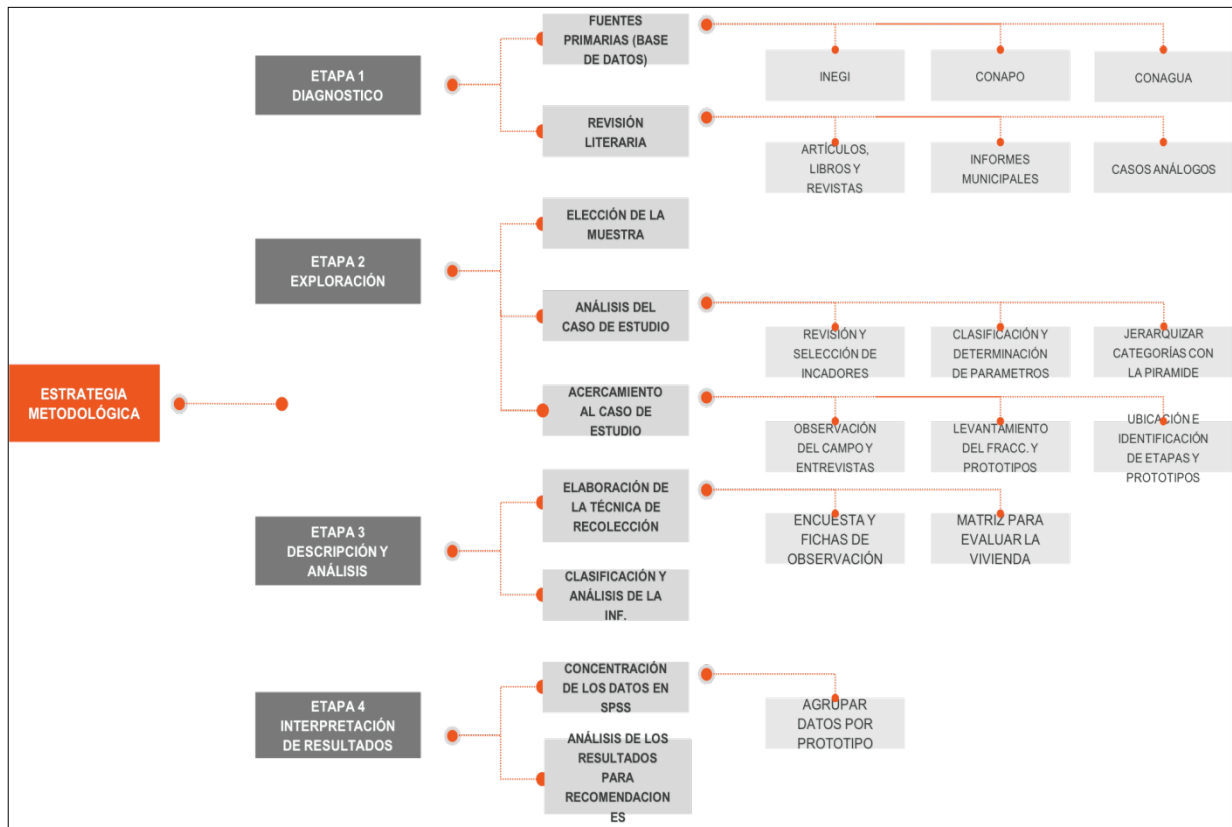 ESTRATEGIA
METODOLÓGICA
ETAPA 1
DIAGNOSTICO
FUENTES
PRIMARIAS (BASE
DE DATOS)
INEGI
CONAPO
CONAGUA
REVISIÓN
LITERARIA
ARTÍCULOS,
LIBROS Y
REVISTAS
INFORMES
MUNICIPALES
CASOS ANÁLOGOS
ETAPA 2
EXPLORACIÓN
ELECCIÓN DE LA
MUESTRA
ANÁLISIS DEL
CASO DE ESTUDIO
REVISIÓN Y
SELECCIÓN DE
INCADORES
CLASIFICACIÓN Y
DETERMINACIÓN
DE PARAMETROS
JERARQUIZAR
CATEGORÍAS CON
LA PIRAMIDE
ACERCAMIENTO
AL CASO DE
ESTUDIO
OBSERVACIÓN
DEL CAMPO Y
ENTREVISTAS
LEVANTAMIENTO
DEL FRACC. Y
PROTOTIPOS
UBICACIÓN E
IDENTIFICACIÓN
DE ETAPAS Y
PROTOTIPOS
ETAPA 3
DESCRIPCIÓN Y
ANÁLISIS
ELABORACIÓN DE
LA TÉCNICA DE
RECOLECCIÓN
ENCUESTA Y
FICHAS DE
OBSERVACIÓN
MATRIZ PARA
EVALUAR LA
VIVIENDA
CLASIFICACIÓN Y
ANÁLISIS DE LA
INF.
ETAPA 4
INTERPRETACIÓN
DE RESULTADOS
CONCENTRACIÓN
DE LOS DATOS EN
SPSS
AGRUPAR
DATOS POR
PROTOTIPO
ANÁLISIS DE LOS
RESULTADOS
PARA
RECOMENDACION
ES